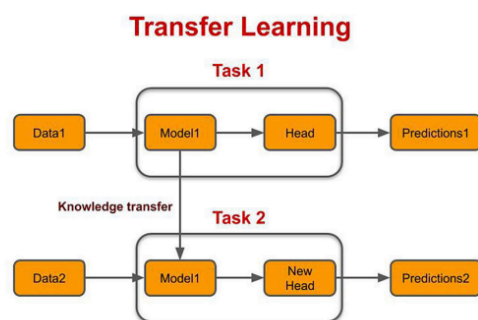 Transfer Learning
Task 1
Data1
Model1
Head
Predictions1
Knowledge transfer
Task 2
Data2
Model1
New
Head
Predictions2